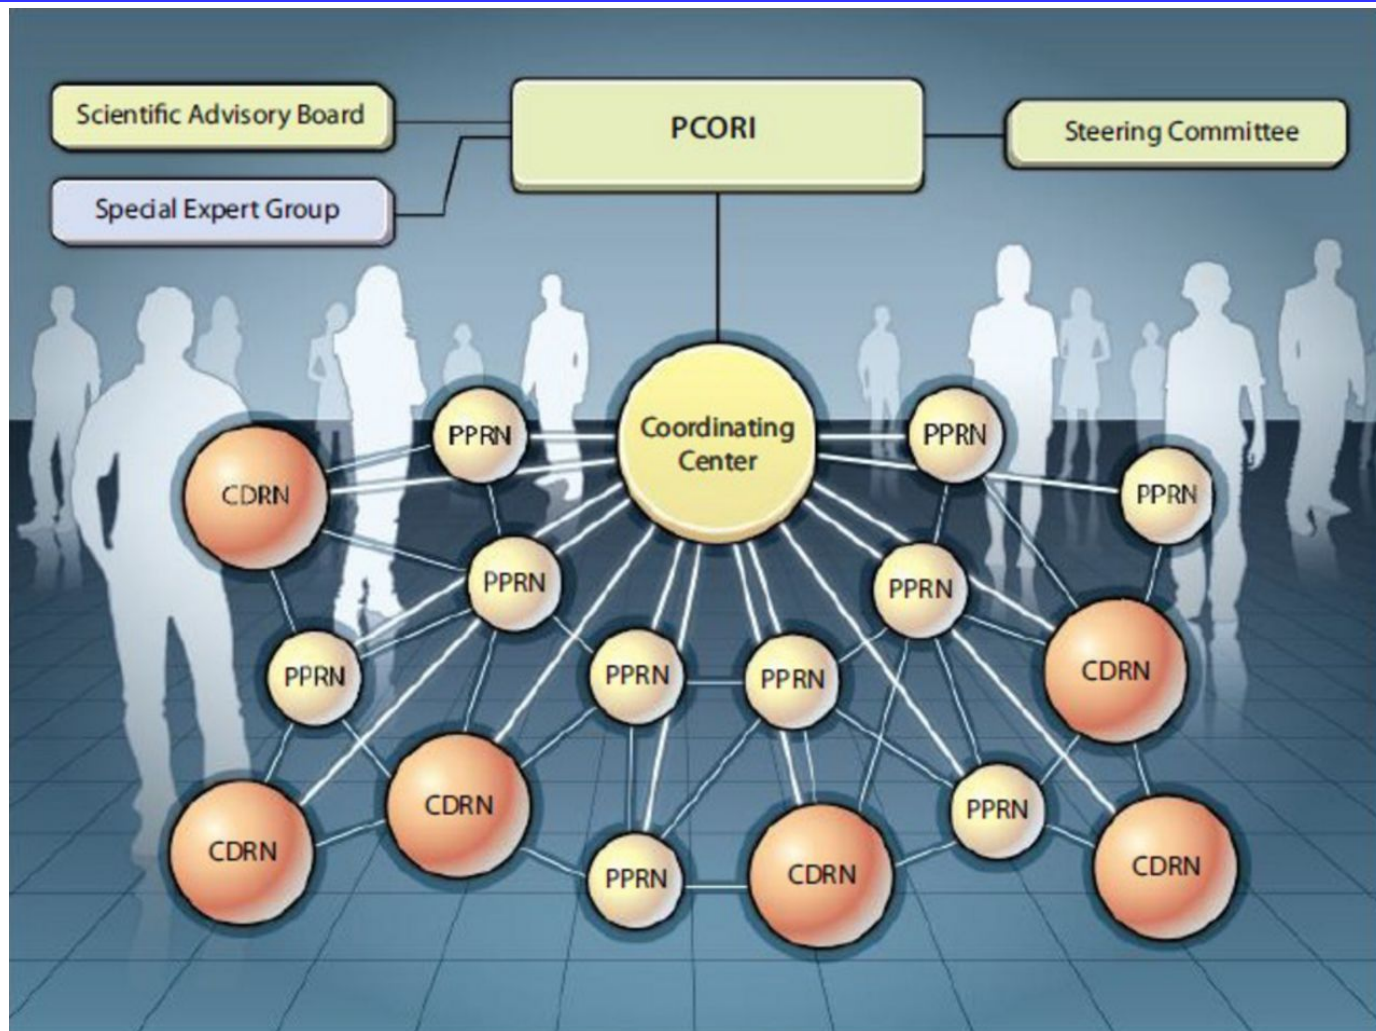 Scientific Advisory Board
PCORI
Steering Committee
Special Expert Group
Coordinating
Center
PPRN
PPRN
CDRN
PPRN
PPRN
PPRN
PPRN
PPRN
PPRN
CDRN
PPRN
CDRN
PPRN
CDRN
PPRN
CDRN
CDRN